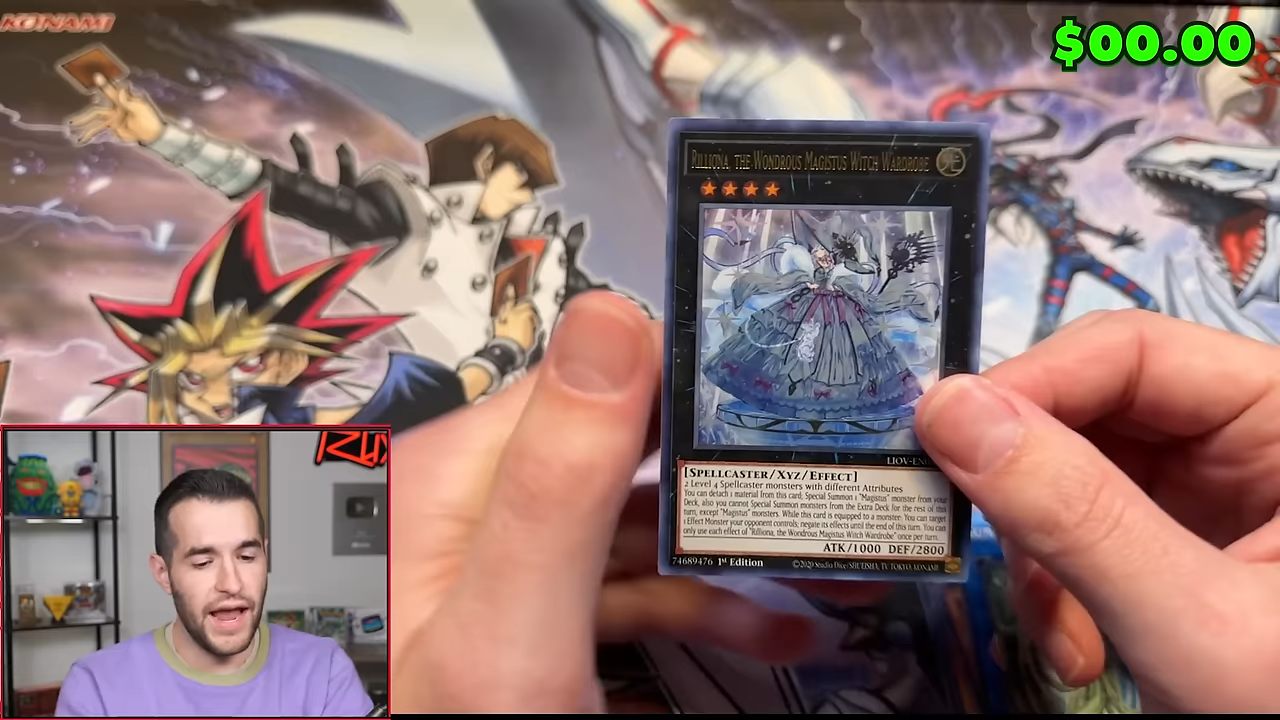 KONAMI
$00.00
RILLIONA, THE WONDROUS MAGISTUS WITCH WARDROBE
LIOV-EN
[SPELLCASTER/XYZ/EFFECT]
2 Level 4 Spellcaster monsters with different Attributes
You can detach 1 material from this card; Special Summon 1 "Magistus" monster from your
Deck, also you cannot Special Summon monsters from the Extra Deck for the rest of this
turn, except "Magistus" monsters. While this card is equipped to a monster: You can target
1 Effect Monster your opponent controls; negate its effects until the end of this turn. You can
only use each effect of "Rilliona, the Wondrous Magistus Witch Wardrobe" once per turn.
ATK/1000 DEF/2800
74689476 1st Edition
©2020 Studio Dice/SHUEISHA, TV TOKYO, KONAMI